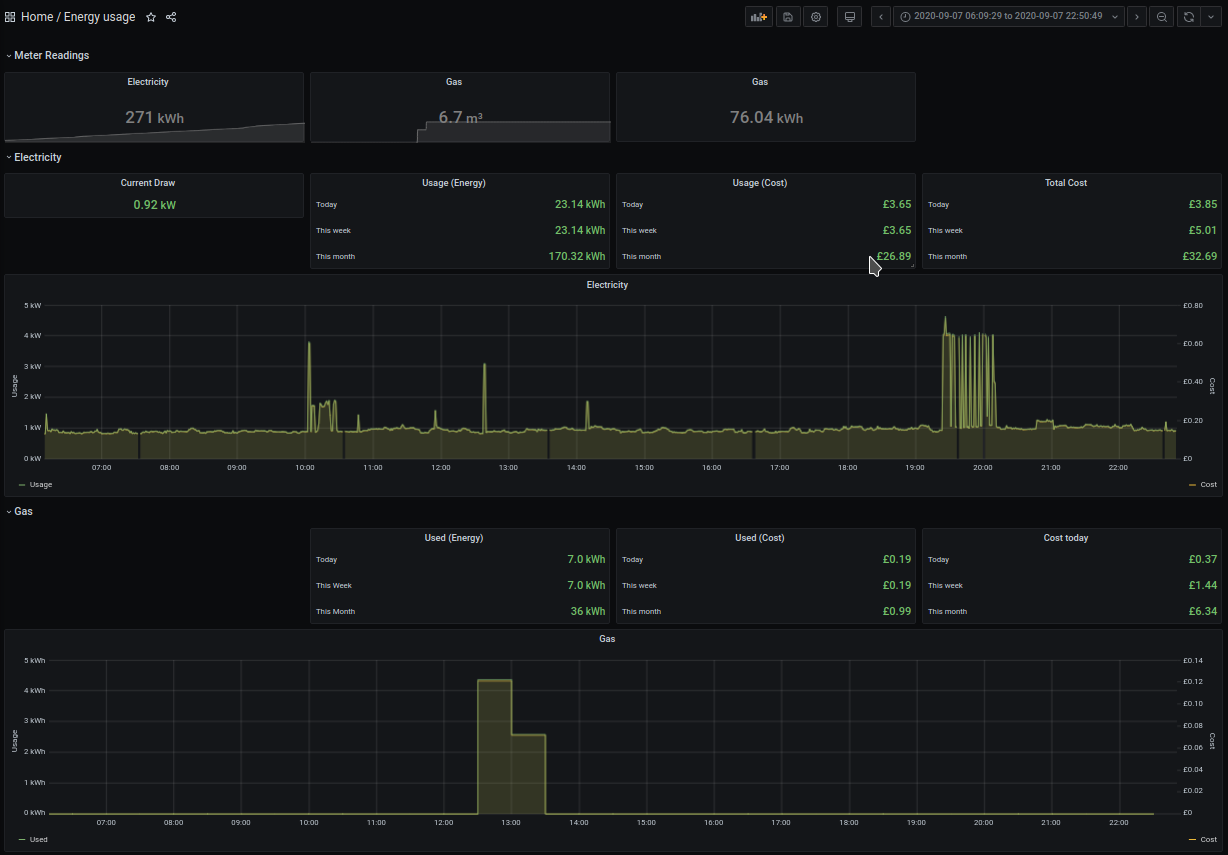 Home / Energy usage
2020-09-07 06:09:29 to 2020-09-07 22:50:49
Meter Readings
Electricity
271 kWh
Gas
6.7 m³
Gas
76.04 kWh
Electricity
Current Draw
0.92 kW
Usage (Energy)
Today 23.14 kWh
This week 23.14 kWh
This month 170.32 kWh
Usage (Cost)
Today £3.65
This week £3.65
This month £26.89
Total Cost
Today £3.85
This week £5.01
This month £32.69
Electricity
Usage
5 kW
4 kW
3 kW
2 kW
1 kW
0 kW
£0.80
£0.60
£0.40
£0.20
£0
Cost
07:00 08:00 09:00 10:00 11:00 12:00 13:00 14:00 15:00 16:00 17:00 18:00 19:00 20:00 21:00 22:00
Usage
Cost
Gas
Used (Energy)
Today 7.0 kWh
This Week 7.0 kWh
This Month 36 kWh
Used (Cost)
Today £0.19
This week £0.19
This month £0.99
Cost today
Today £0.37
This week £1.44
This month £6.34
Gas
Usage
5 kWh
4 kWh
3 kWh
2 kWh
1 kWh
0 kWh
£0.14
£0.12
£0.10
£0.08
£0.06
£0.04
£0.02
£0
Cost
07:00 08:00 09:00 10:00 11:00 12:00 13:00 14:00 15:00 16:00 17:00 18:00 19:00 20:00 21:00 22:00
Used
Cost